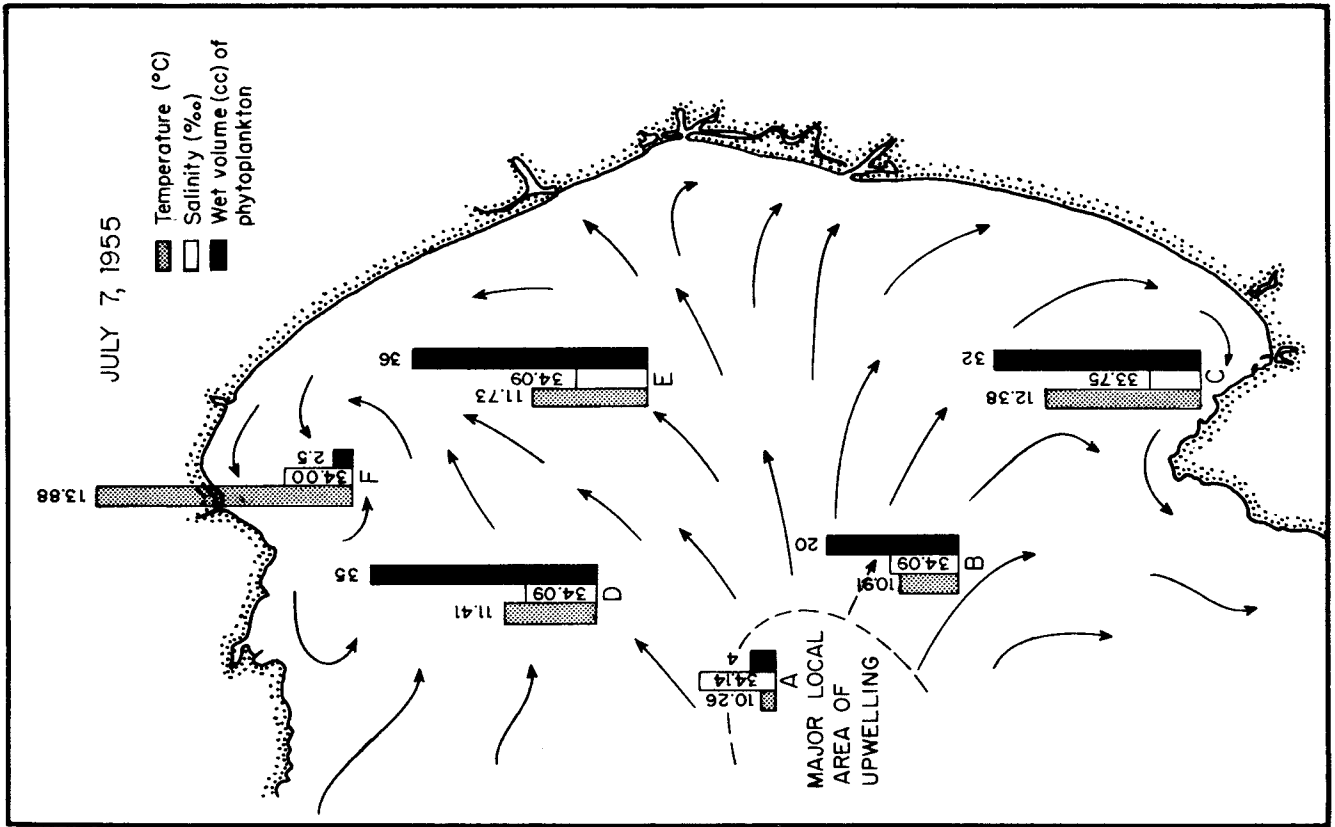 JULY 7, 1955
Temperature (°C)
Salinity (‰)
Wet volume (cc) of
phytoplankton
13.88
34.00
2.5
F
11.73
34.09
36
E
11.41
34.09
35
D
10.26
34.14
4
A
MAJOR LOCAL
AREA OF
UPWELLING
10.91
34.09
20
B
12.38
33.75
32
C